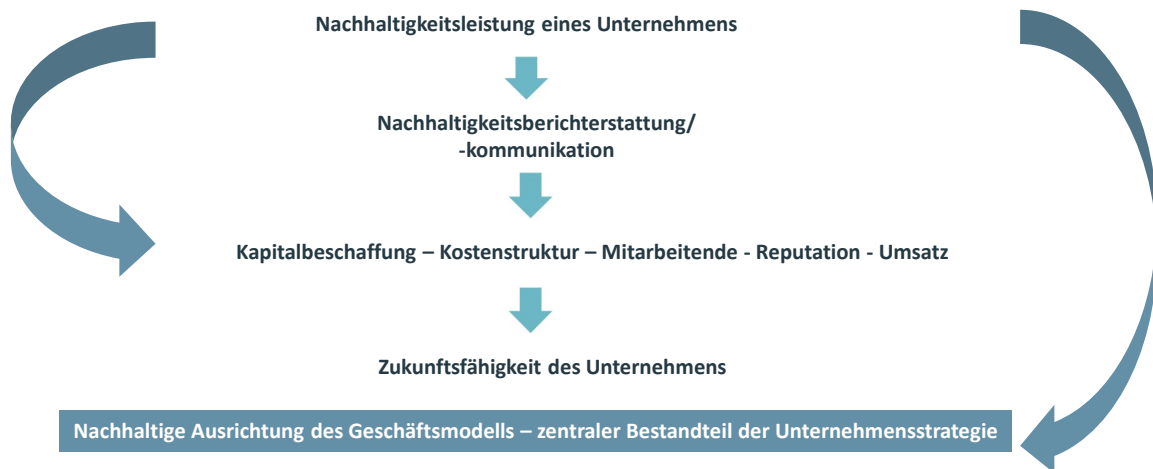 Nachhaltigkeitsleistung eines Unternehmens
Nachhaltigkeitsberichterstattung/
-kommunikation
Kapitalbeschaffung – Kostenstruktur – Mitarbeitende - Reputation - Umsatz
Zukunftsfähigkeit des Unternehmens
Nachhaltige Ausrichtung des Geschäftsmodells – zentraler Bestandteil der Unternehmensstrategie